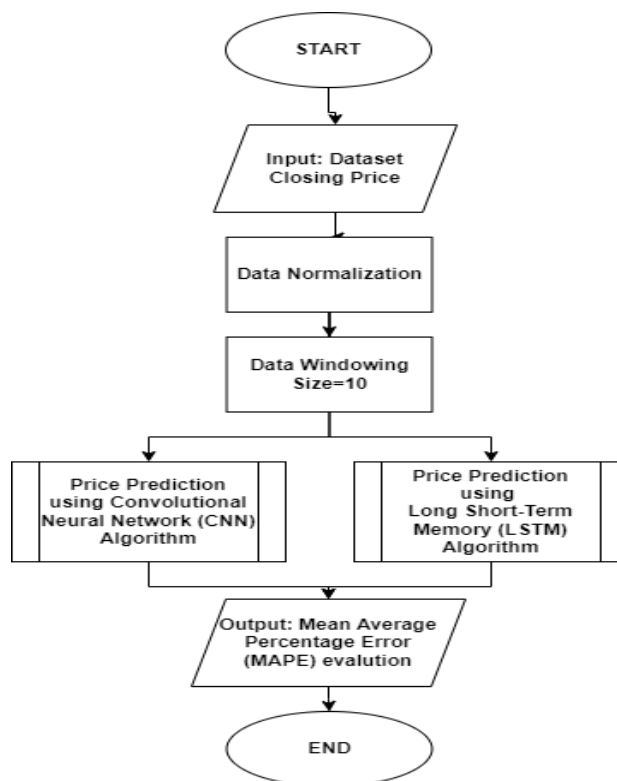 START
Input: Dataset
Closing Price
Data Normalization
Data Windowing
Size=10
Price Prediction
using Convolutional
Neural Network (CNN)
Algorithm
Price Prediction
using
Long Short-Term
Memory (LSTM)
Algorithm
Output: Mean Average
Percentage Error
(MAPE) evalution
END